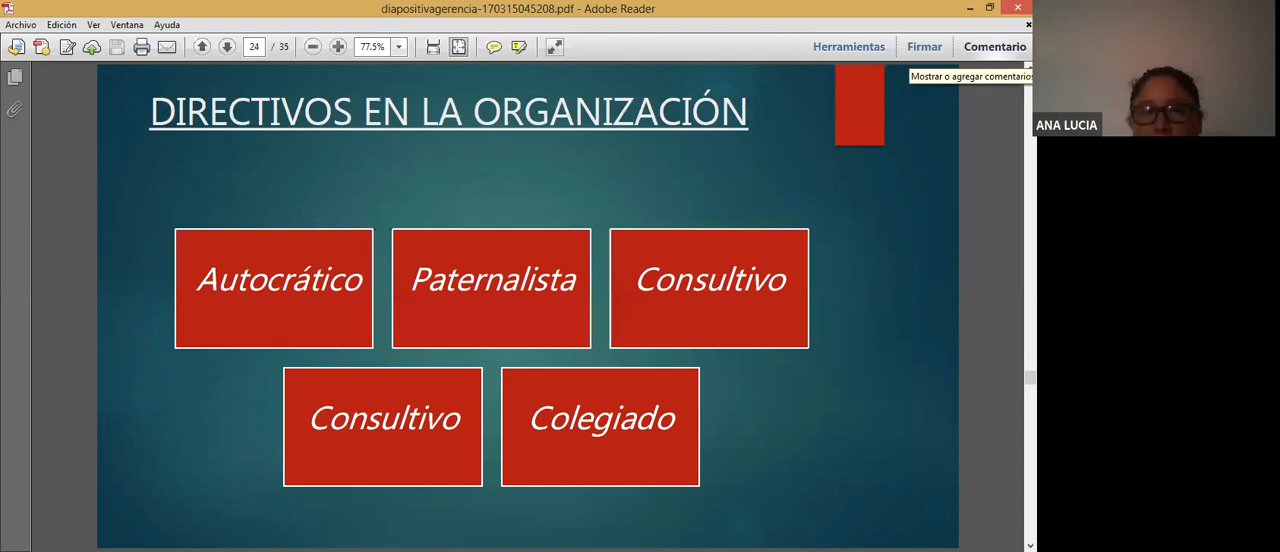 diapositivagerencia-170315045208.pdf - Adobe Reader
Archivo Edición Ver Ventana Ayuda
24 / 35 77.5% Herramientas Firmar Comentario
Mostrar o agregar comentarios
DIRECTIVOS EN LA ORGANIZACIÓN
Autocrático Paternalista Consultivo
Consultivo Colegiado
ANA LUCIA